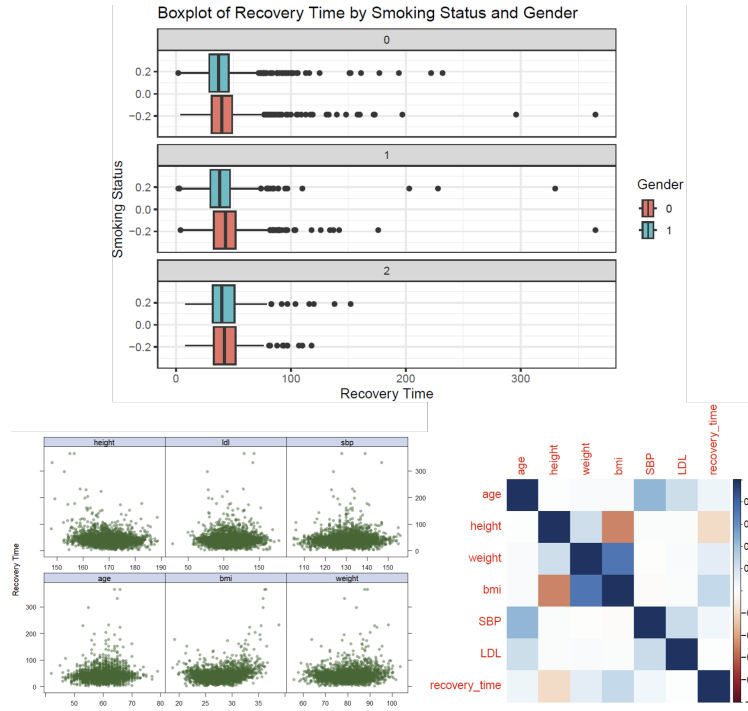 Boxplot of Recovery Time by Smoking Status and Gender
0
0.2
0.0
−0.2
1
0.2
0.0
−0.2
2
0.2
0.0
−0.2
0 100 200 300
Recovery Time
Smoking Status
Gender
0
1
height ldl sbp
300
200
100
0
150 160 170 180 190 50 100 150 110 120 130 140 150
age bmi weight
300
200
100
0
50 60 70 80 20 25 30 35 60 70 80 90 100
Recovery Time
age height weight bmi SBP LDL recovery_time
age
height
weight
bmi
SBP
LDL
recovery_time